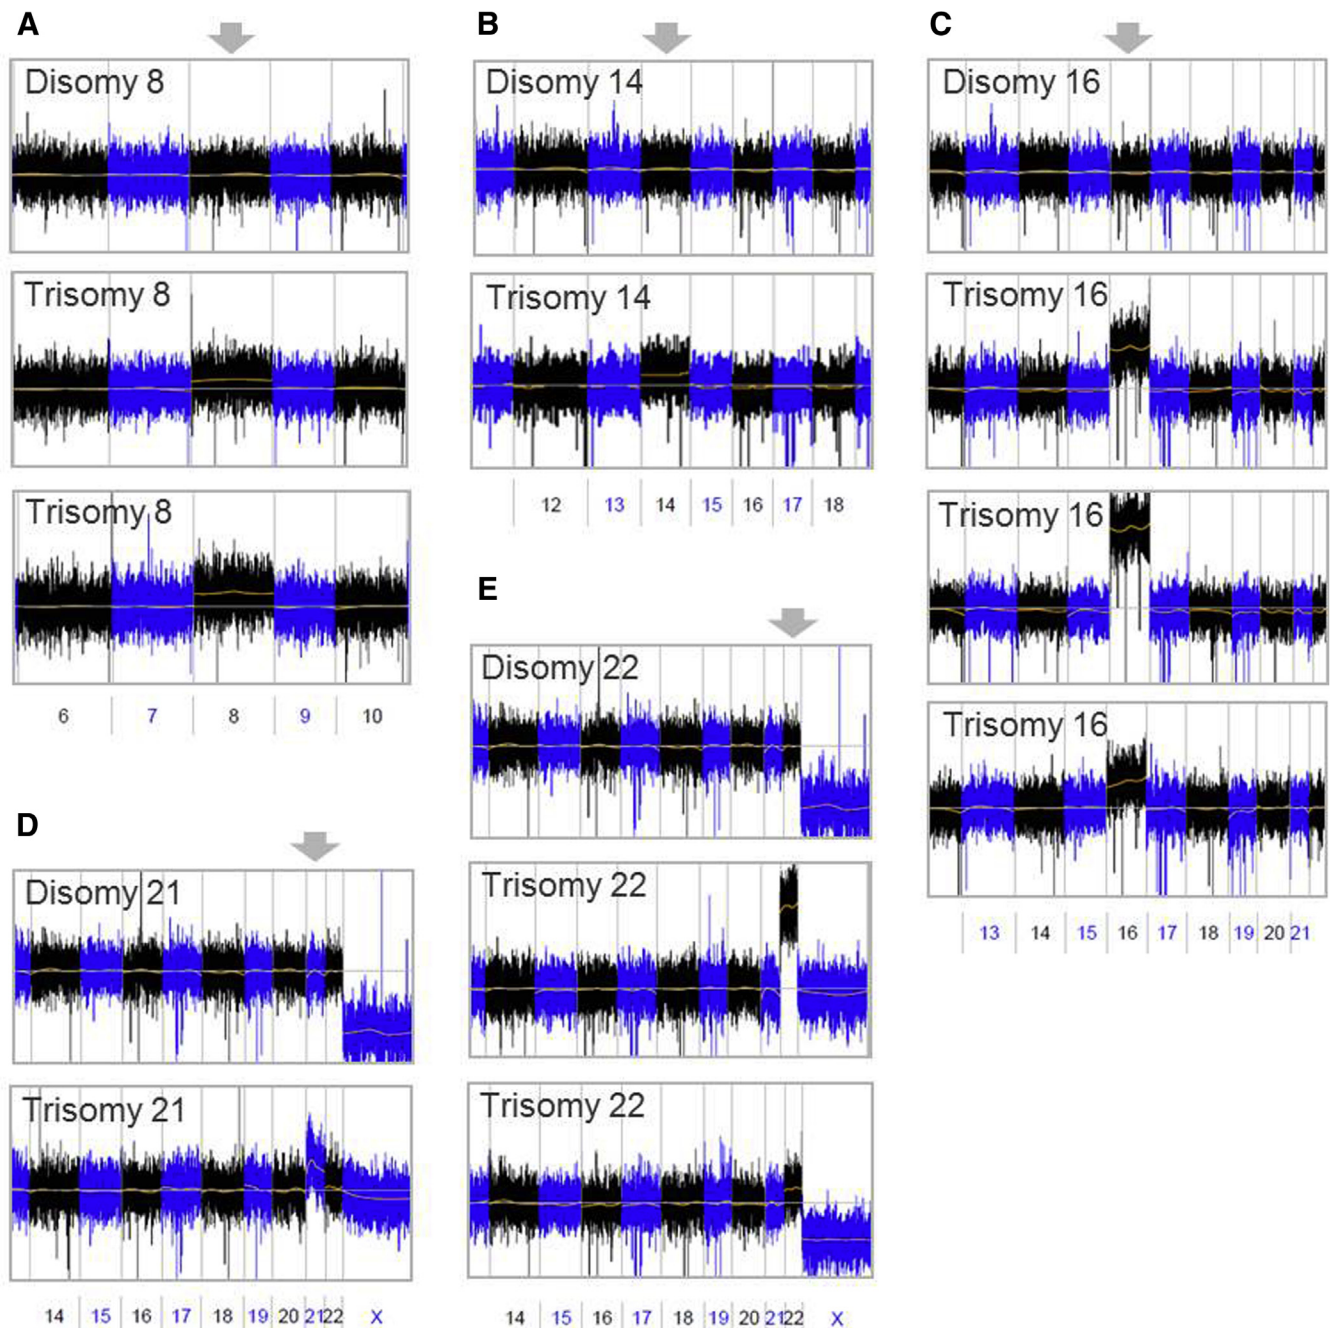 A
Disomy 8
Trisomy 8
Trisomy 8
6 7 8 9 10
B
Disomy 14
Trisomy 14
12 13 14 15 16 17 18
C
Disomy 16
Trisomy 16
Trisomy 16
Trisomy 16
13 14 15 16 17 18 19 20 21
D
Disomy 21
Trisomy 21
14 15 16 17 18 19 20 21 22 X
E
Disomy 22
Trisomy 22
Trisomy 22
14 15 16 17 18 19 20 21 22 X